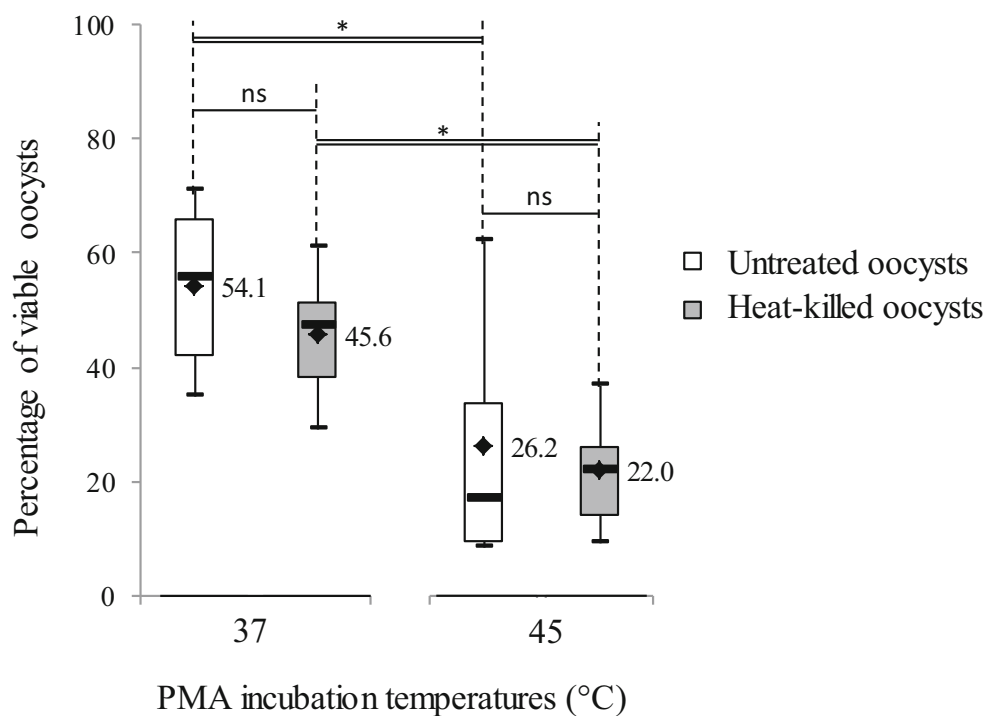 100
80
60
40
20
0
Percentage of viable oocysts
*
ns
*
ns
54.1
45.6
26.2
22.0
Untreated oocysts
Heat-killed oocysts
37
45
PMA incubation temperatures (°C)